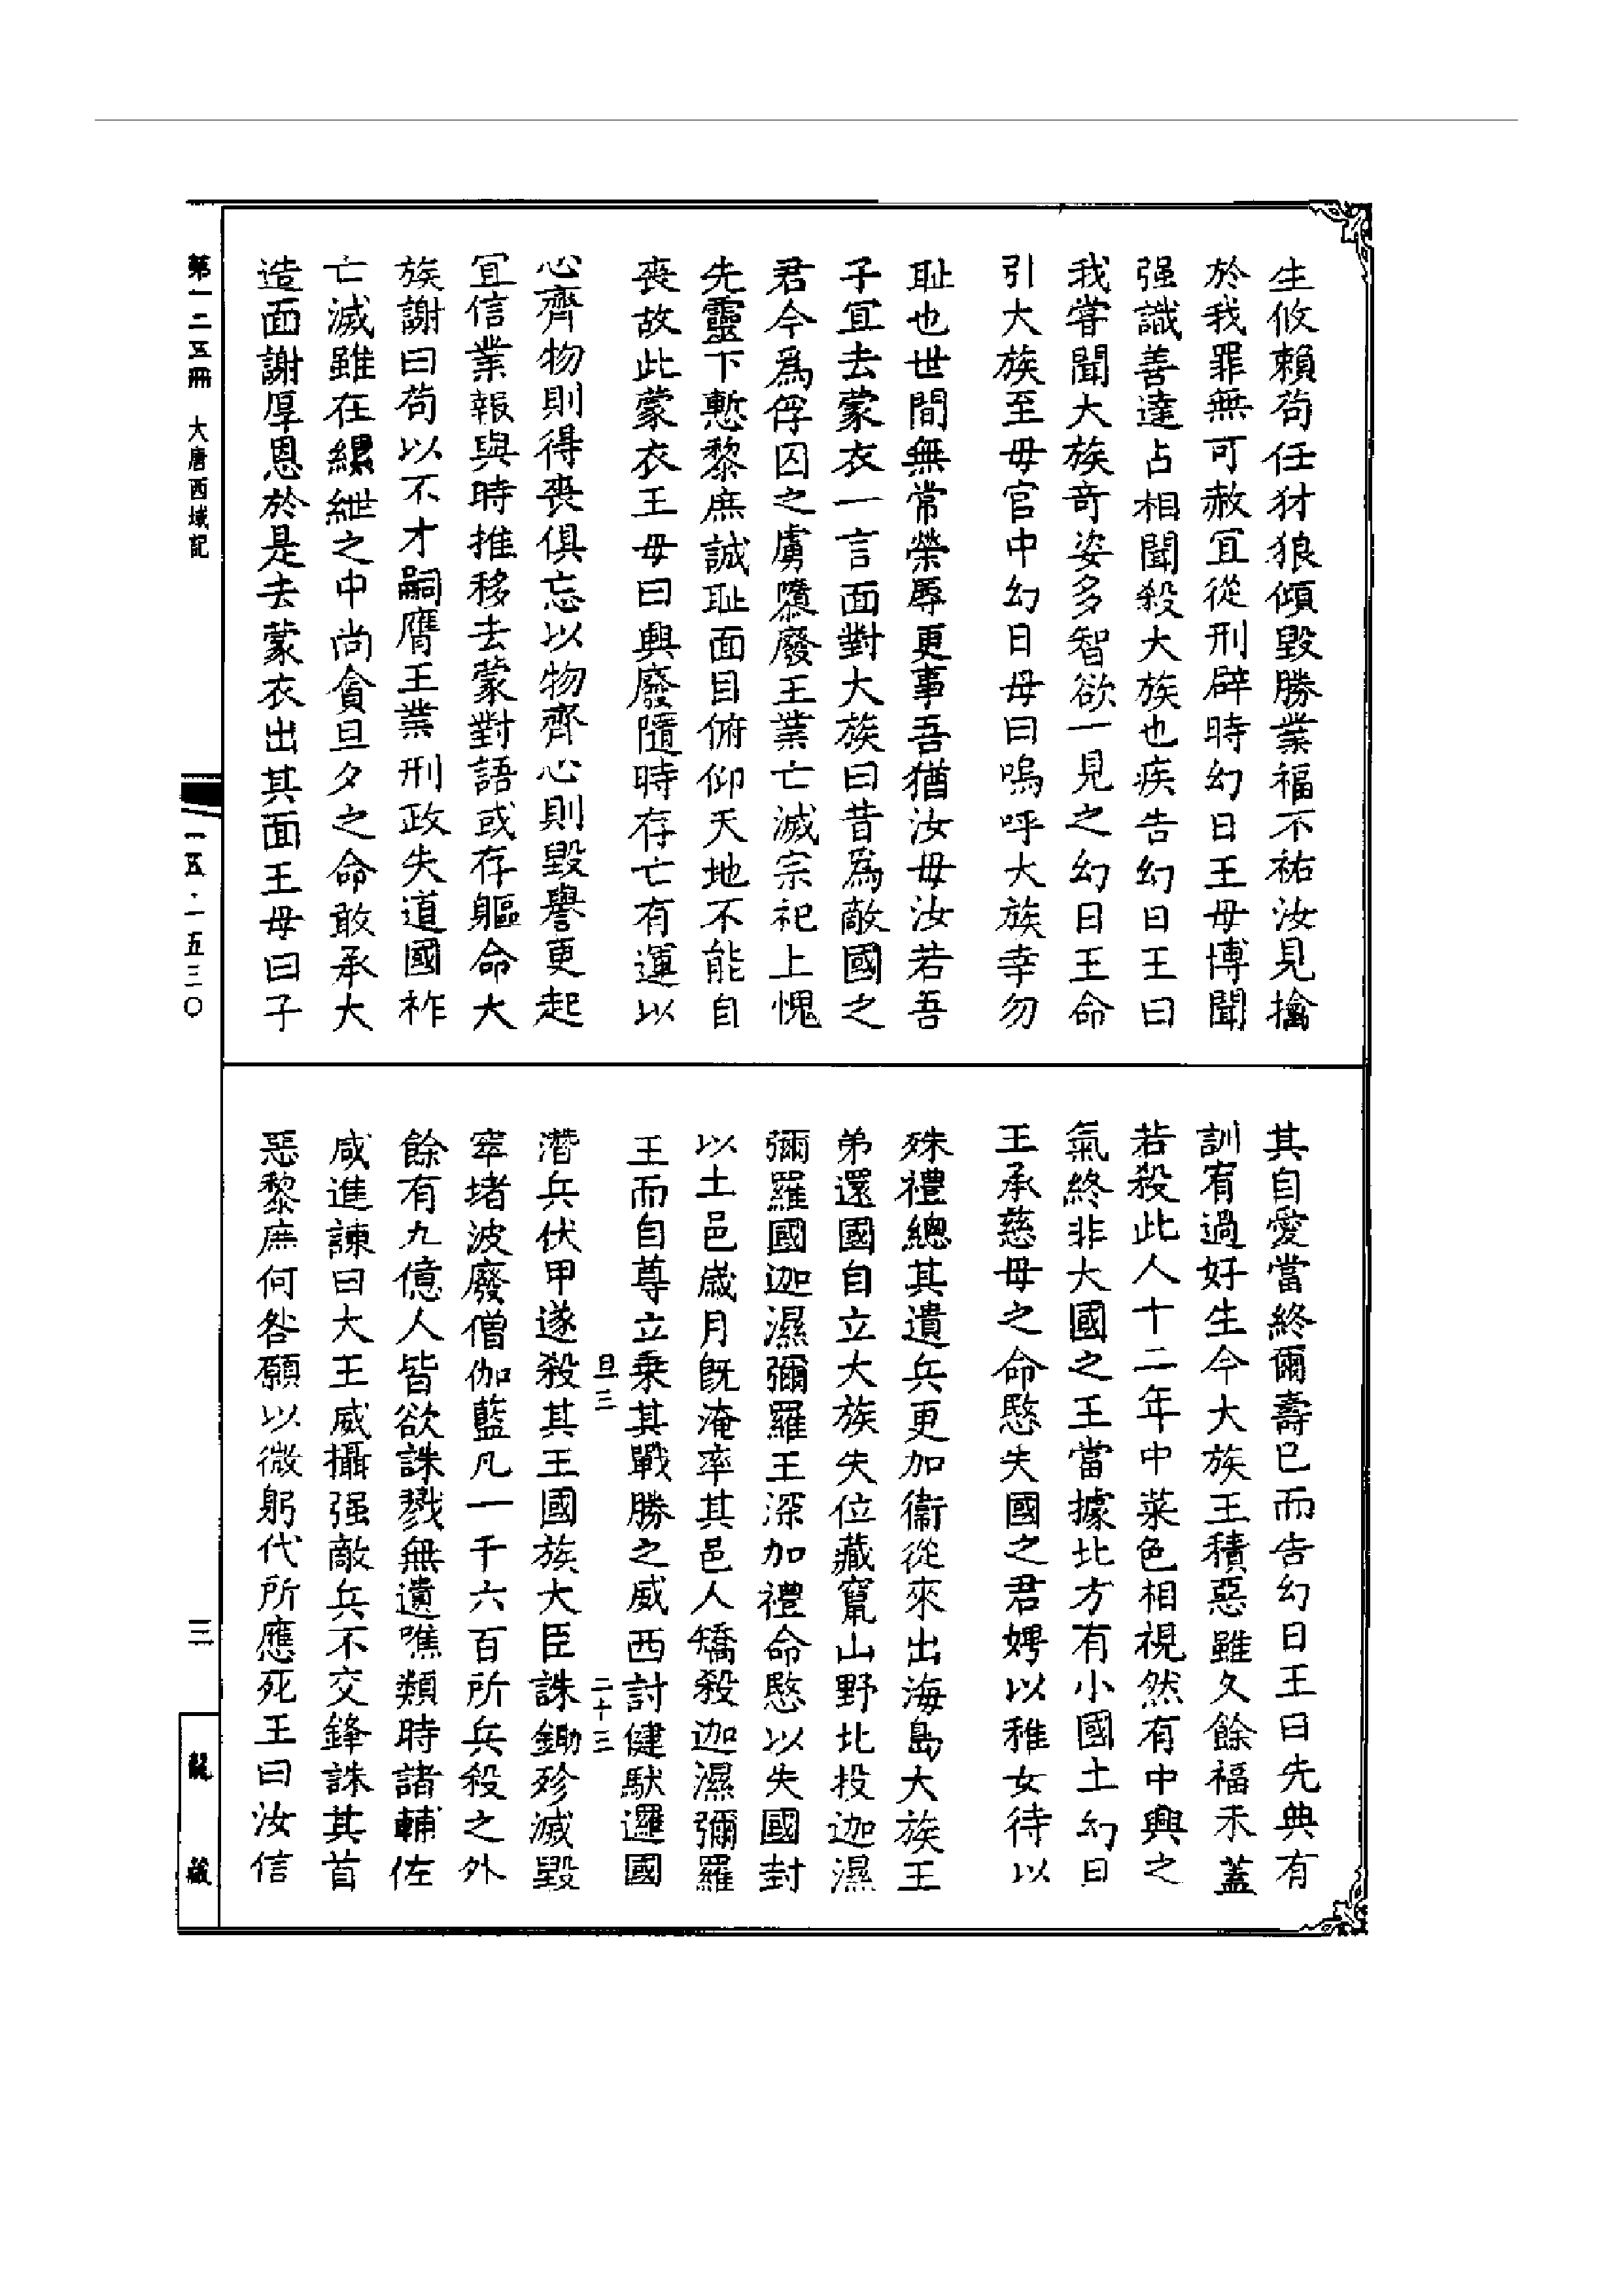 生攸賴苟任犲狼傾毀勝業福不祐汝見擒
於我罪無可赦宜從刑辟時幻日王母博聞
强識善達占相聞殺大族也疾告幻日王曰
我嘗聞大族奇姿多智欲一見之幻日王命
引大族至母宫中幻日母曰嗚呼大族幸勿
耻也世間無常榮辱更事吾猶汝母汝若吾
子宜去蒙衣一言面對大族曰昔爲敵國之
君今爲俘囚之虜隳廢王業亡滅宗祀上愧
先靈下慙黎庶誠耻面目俯仰天地不能自
喪故此蒙衣王母曰興廢隨時存亡有運以
心齊物則得喪俱忘以物齊心則毀譽更起
宜信業報與時推移去蒙對語或存軀命大
族謝曰苟以不才嗣膺王業刑政失道國祚
亡滅雖在縲紲之中尚貪旦夕之命敢承大
造面謝厚恩於是去蒙衣出其面王母曰子
其自愛當終爾壽已而告幻日王曰先典有
訓宥過好生今大族王積惡雖久餘福未盡
若殺此人十二年中菜色相視然有中興之
氣終非大國之王當據北方有小國土幻日
王承慈母之命愍失國之君娉以稚女待以
殊禮總其遺兵更加衞從來出海島大族王
弟還國自立大族失位藏竄山野北投迦濕
彌羅國迦濕彌羅王深加禮命愍以失國封
以土邑歲月旣淹率其邑人矯殺迦濕彌羅
王而自尊立乗其戰勝之威西討健馱邏國
旦三 二十三
濳兵伏甲遂殺其王國族大臣誅鋤殄滅毀
窣堵波廢僧伽藍凡一千六百所兵殺之外
餘有九億人皆欲誅戮無遺噍類時諸輔佐
咸進諫曰大王威攝强敵兵不交鋒誅其首
惡黎庶何咎願以微躬代所應死王曰汝信
第一二五冊 大唐西域記
一五·一五三〇
三
龍 藏